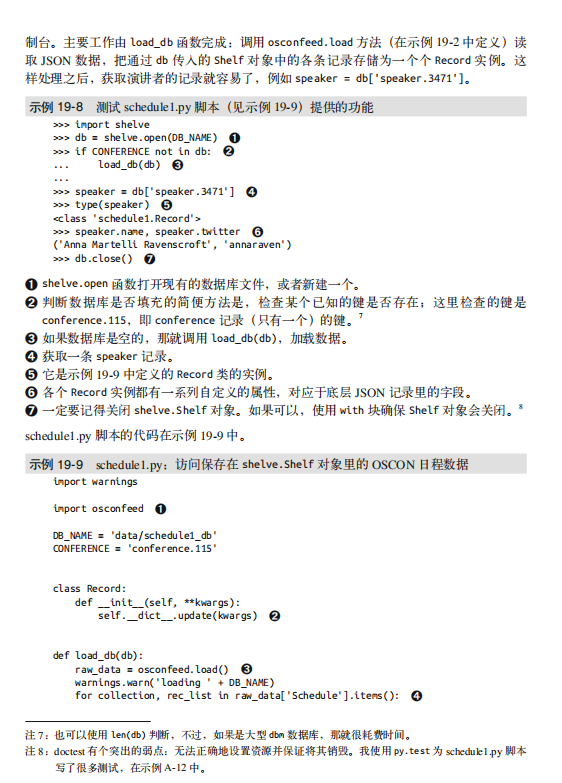 制台。主要工作由 load_db 函数完成：调用 osconfeed.load 方法（在示例 19-2 中定义）读
取 JSON 数据，把通过 db 传入的 Shelf 对象中的各条记录存储为一个个 Record 实例。这
样处理之后，获取演讲者的记录就容易了，例如 speaker = db['speaker.3471']。
示例 19-8 测试 schedule1.py 脚本（见示例 19-9）提供的功能
>>> import shelve
>>> db = shelve.open(DB_NAME) ❶
>>> if CONFERENCE not in db: ❷
...     load_db(db) ❸
...
>>> speaker = db['speaker.3471'] ❹
>>> type(speaker) ❺
<class 'schedule1.Record'>
>>> speaker.name, speaker.twitter ❻
('Anna Martelli Ravenscroft', 'annaraven')
>>> db.close() ❼
❶ shelve.open 函数打开现有的数据库文件，或者新建一个。
❷ 判断数据库是否填充的简便方法是，检查某个已知的键是否存在；这里检查的键是
conference.115，即 conference 记录（只有一个）的键。7
❸ 如果数据库是空的，那就调用 load_db(db)，加载数据。
❹ 获取一条 speaker 记录。
❺ 它是示例 19-9 中定义的 Record 类的实例。
❻ 各个 Record 实例都有一系列自定义的属性，对应于底层 JSON 记录里的字段。
❼ 一定要记得关闭 shelve.Shelf 对象。如果可以，使用 with 块确保 Shelf 对象会关闭。8
schedule1.py 脚本的代码在示例 19-9 中。
示例 19-9 schedule1.py：访问保存在 shelve.Shelf 对象里的 OSCON 日程数据
import warnings
import osconfeed ❶
DB_NAME = 'data/schedule1_db'
CONFERENCE = 'conference.115'
class Record:
    def __init__(self, **kwargs):
        self.__dict__.update(kwargs) ❷
def load_db(db):
    raw_data = osconfeed.load() ❸
    warnings.warn('loading ' + DB_NAME)
    for collection, rec_list in raw_data['Schedule'].items(): ❹
注 7：也可以使用 len(db) 判断，不过，如果是大型 dbm 数据库，那就很耗费时间。
注 8：doctest 有个突出的弱点：无法正确地设置资源并保证将其销毁。我使用 py.test 为 schedule1.py 脚本
写了很多测试，在示例 A-12 中。